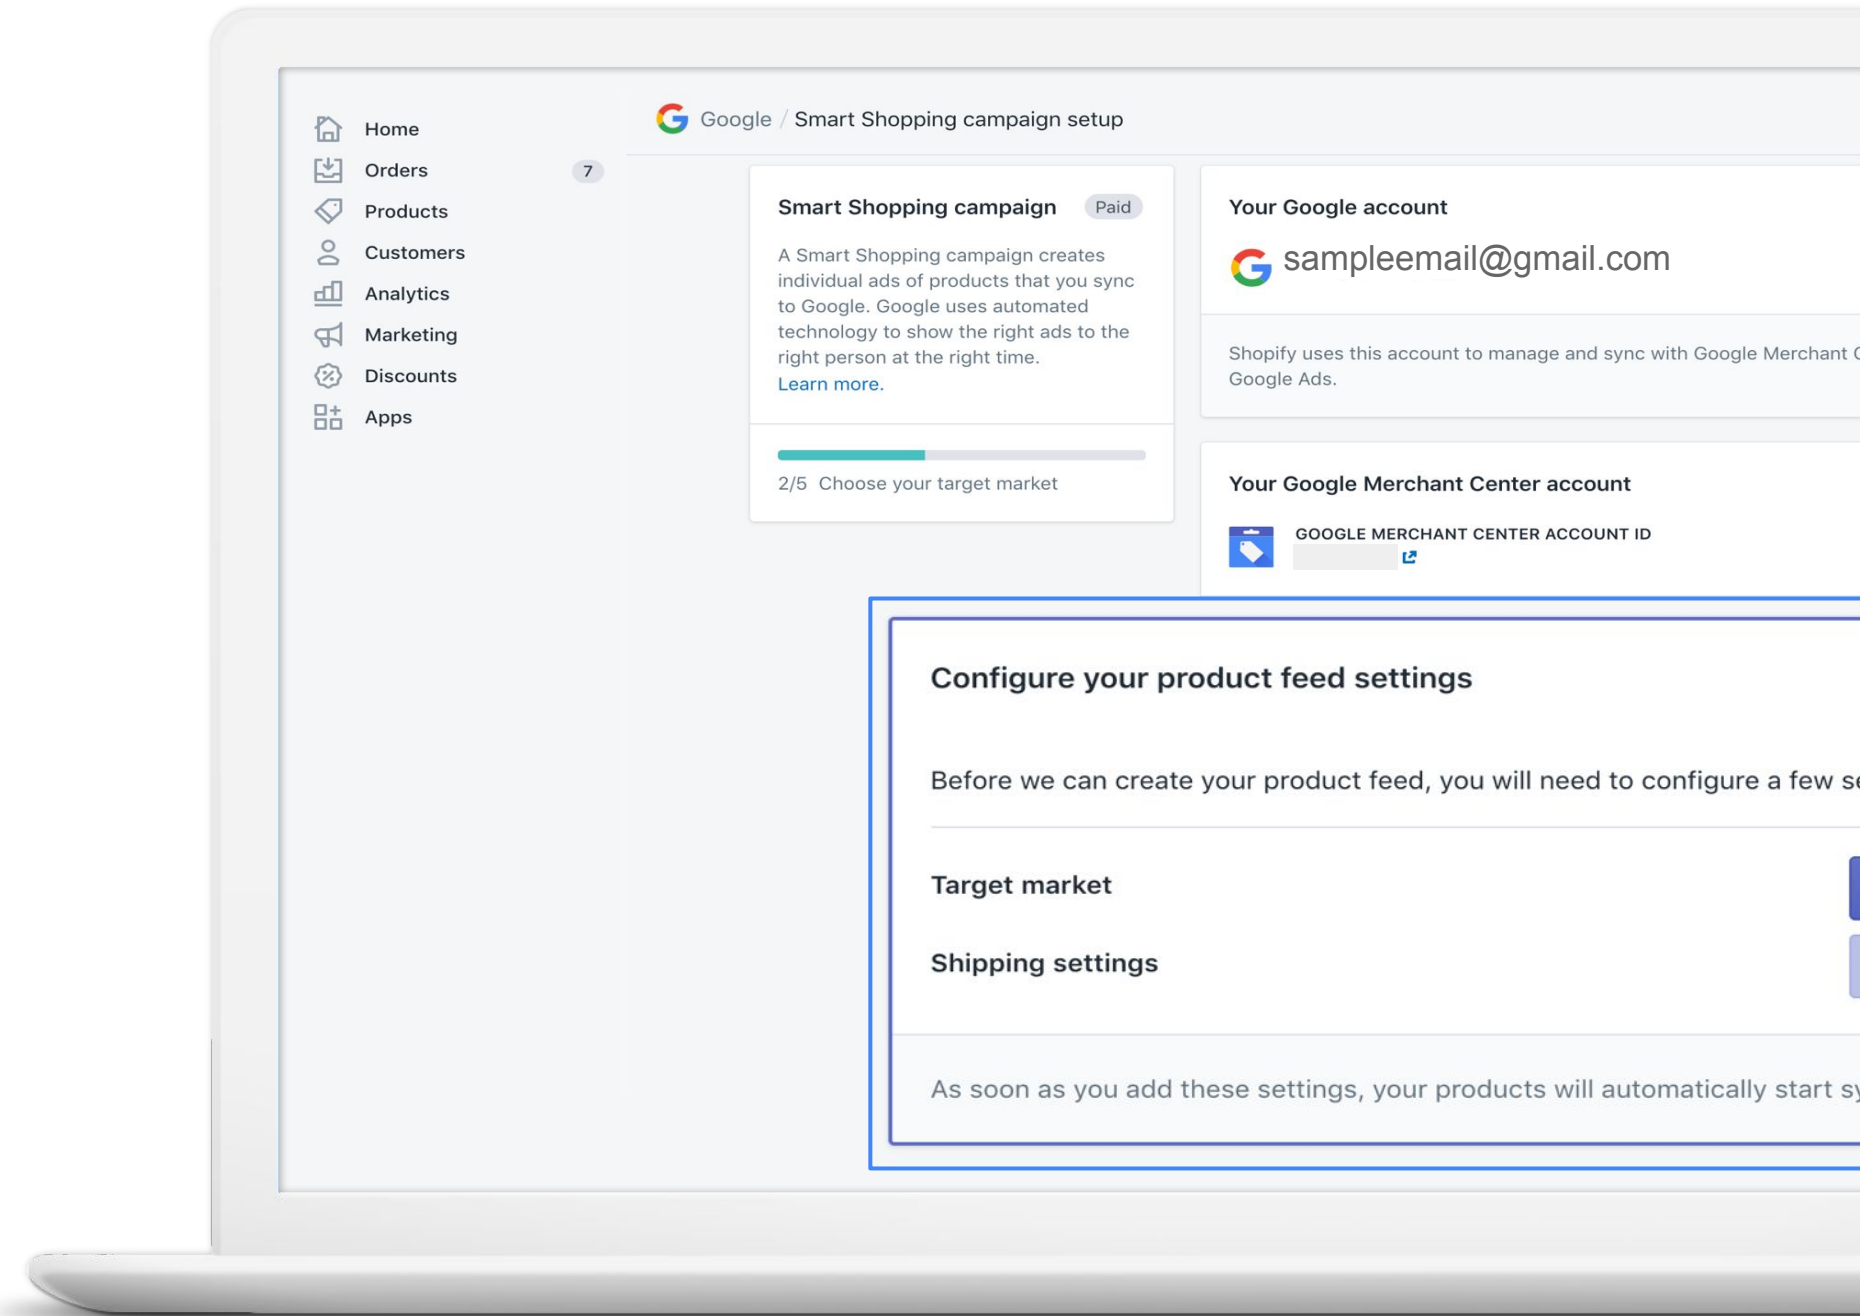 Home
Orders
7
Products
Customers
Analytics
Marketing
Discounts
Apps
Google / Smart Shopping campaign setup
Smart Shopping campaign
Paid
A Smart Shopping campaign creates
individual ads of products that you sync
to Google. Google uses automated
technology to show the right ads to the
right person at the right time.
Learn more.
2/5 Choose your target market
Your Google account
sampleemail@gmail.com
Shopify uses this account to manage and sync with Google Merchant
Google Ads.
Your Google Merchant Center account
GOOGLE MERCHANT CENTER ACCOUNT ID
Configure your product feed settings
Before we can create your product feed, you will need to configure a few
Target market
Shipping settings
As soon as you add these settings, your products will automatically start